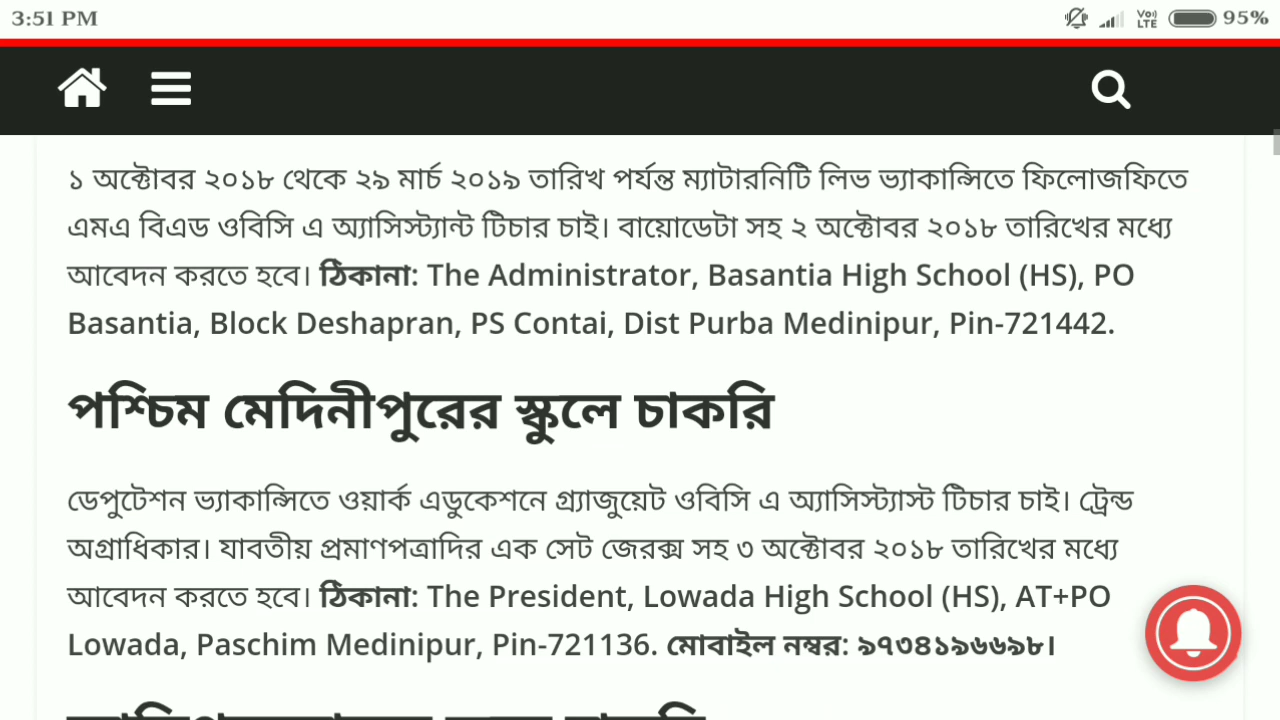 3:51 PM
Vo)) LTE
95%
১ অক্টোবর ২০১৮ থেকে ২৯ মার্চ ২০১৯ তারিখ পর্যন্ত ম্যাটারনিটি লিভ ভ্যাকান্সিতে ফিলোজফিতে
এমএ বিএড ওবিসি এ অ্যাসিস্ট্যান্ট টিচার চাই। বায়োডেটা সহ ২ অক্টোবর ২০১৮ তারিখের মধ্যে
আবেদন করতে হবে। ঠিকানা: The Administrator, Basantia High School (HS), PO
Basantia, Block Deshapran, PS Contai, Dist Purba Medinipur, Pin-721442.
পশ্চিম মেদিনীপুরের স্কুলে চাকরি
ডেপুটেশন ভ্যাকান্সিতে ওয়ার্ক এডুকেশনে গ্র্যাজুয়েট ওবিসি এ অ্যাসিস্ট্যাস্ট টিচার চাই। ট্রেন্ড
অগ্রাধিকার। যাবতীয় প্রমাণপত্রাদির এক সেট জেরক্স সহ ৩ অক্টোবর ২০১৮ তারিখের মধ্যে
আবেদন করতে হবে। ঠিকানা: The President, Lowada High School (HS), AT+PO
Lowada, Paschim Medinipur, Pin-721136. মোবাইল নম্বর: ৯৭৩৪১৯৬৬৯৮।